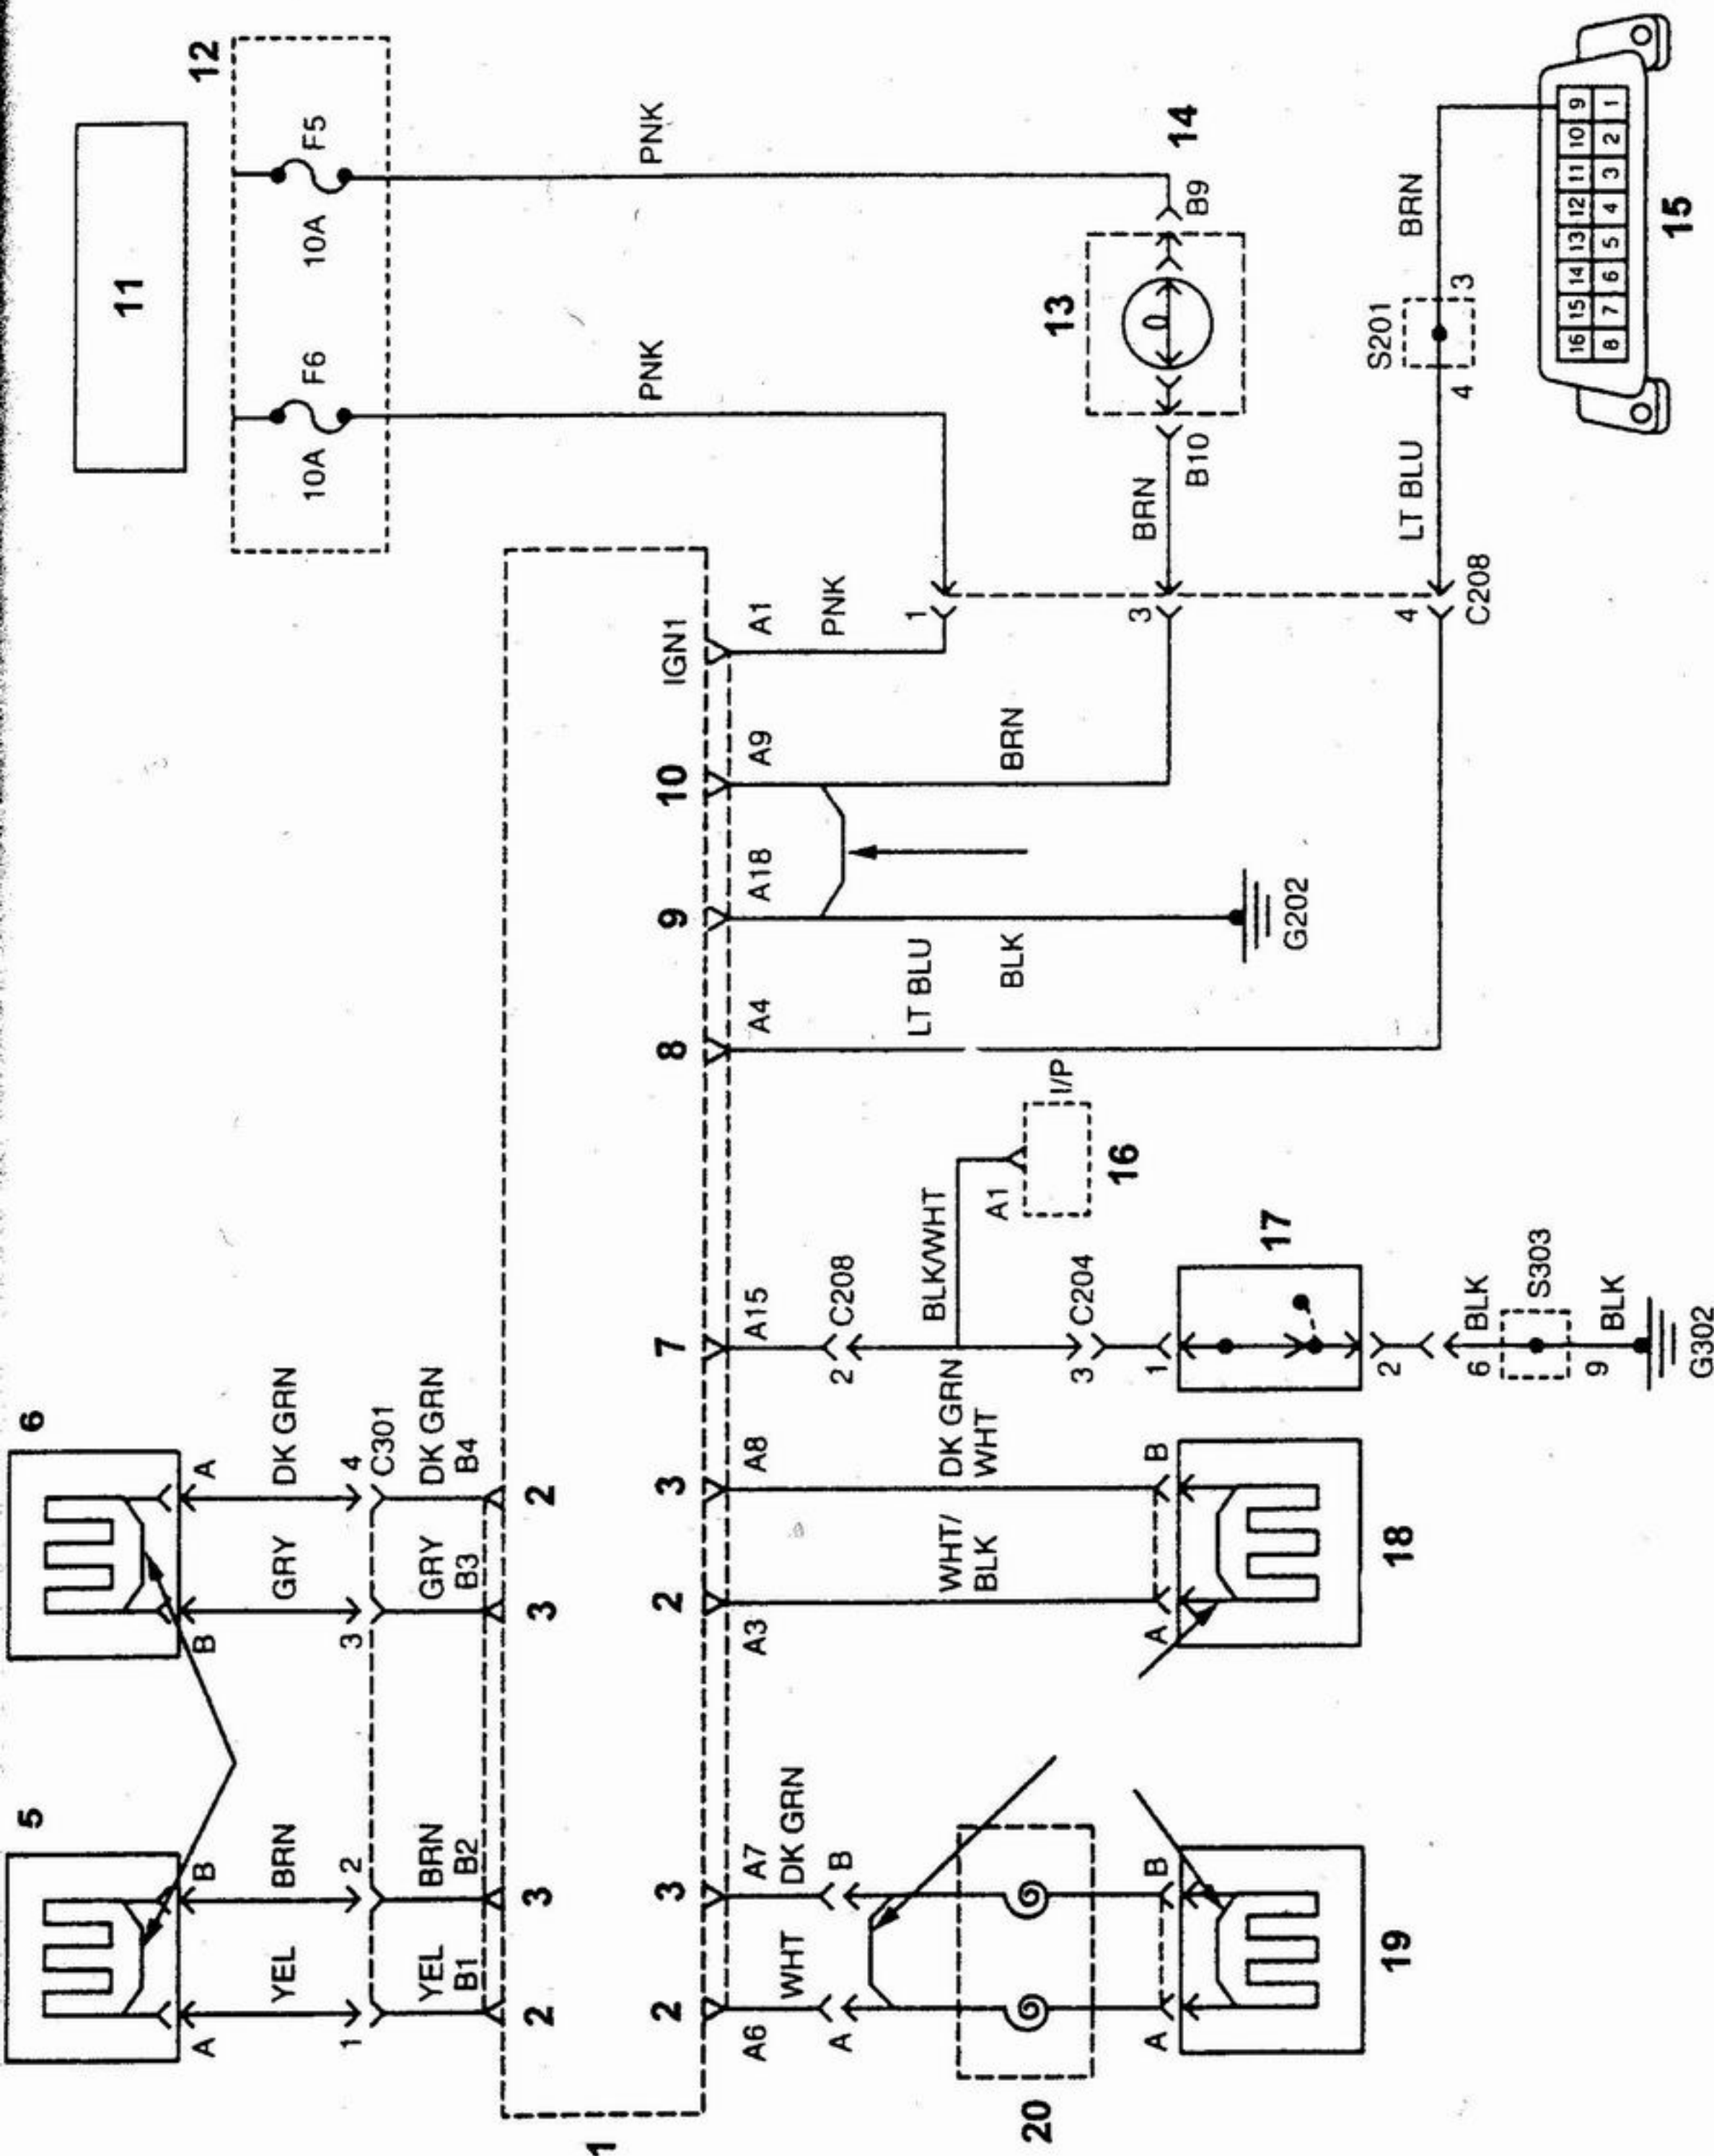 11
12
10A
F6
10A
F5
PNK
PNK
5
6
A
B
B
A
YEL
BRN
GRY
DK GRN
1
2
3
4
C301
YEL
B1
BRN
B2
GRY
B3
DK GRN
B4
2
3
3
2
1
2
3
2
3
7
8
9
10
IGN1
A6
A7
A3
A8
A15
A4
A18
A9
A1
WHT
DK GRN
PNK
A
B
2
C208
1
LT BLU
WHT/
BLK
DK GRN
WHT
BLK/WHT
BLK
BRN
A1
I/P
16
3
C204
3
BRN
13
B10
B9
14
20
A
B
A
B
1
17
G202
4
C208
LT BLU
S201
4
3
BRN
19
18
2
6
BLK
S303
9
BLK
G302
16 15 14 13 12 11 10 9
8 7 6 5 4 3 2 1
15
0